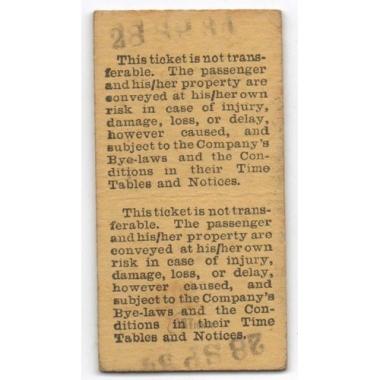 This ticket is not trans-
ferable. The passenger
and his/her property are
conveyed at his/her own
risk in case of injury,
damage, loss, or delay,
however caused, and
subject to the Company's
Bye-laws and the Con-
ditions in their Time
Tables and Notices.
This ticket is not trans-
ferable. The passenger
and his/her property are
conveyed at his/her own
risk in case of injury,
damage, loss, or delay,
however caused, and
subject to the Company's
Bye-laws and the Con-
ditions in their Time
Tables and Notices.